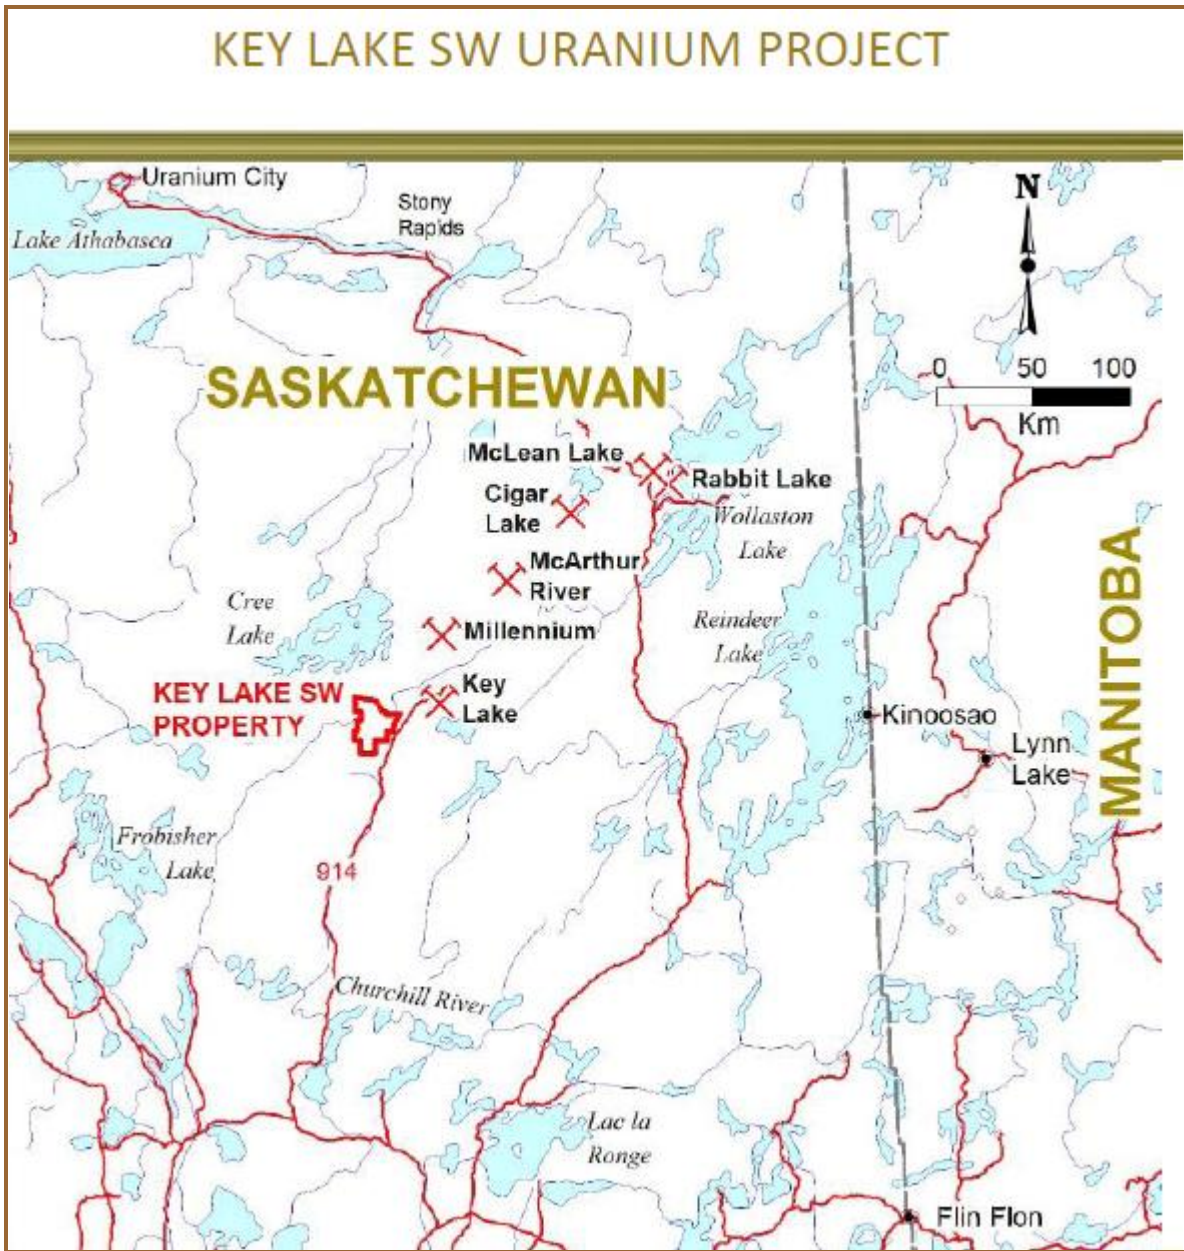 KEY LAKE SW URANIUM PROJECT
Uranium City
Stony
Rapids
N
Lake Athabasca
SASKATCHEWAN
0 50 100
Km
McLean Lake
Rabbit Lake
Cigar
Lake
Wollaston
Lake
McArthur
River
MANITOBA
Cree
Lake
Millennium
Reindeer
Lake
KEY LAKE SW
PROPERTY
Key
Lake
Kinoosao
Lynn
Lake
Frobisher
Lake
914
Churchill River
Lac la
Ronge
Flin Flon